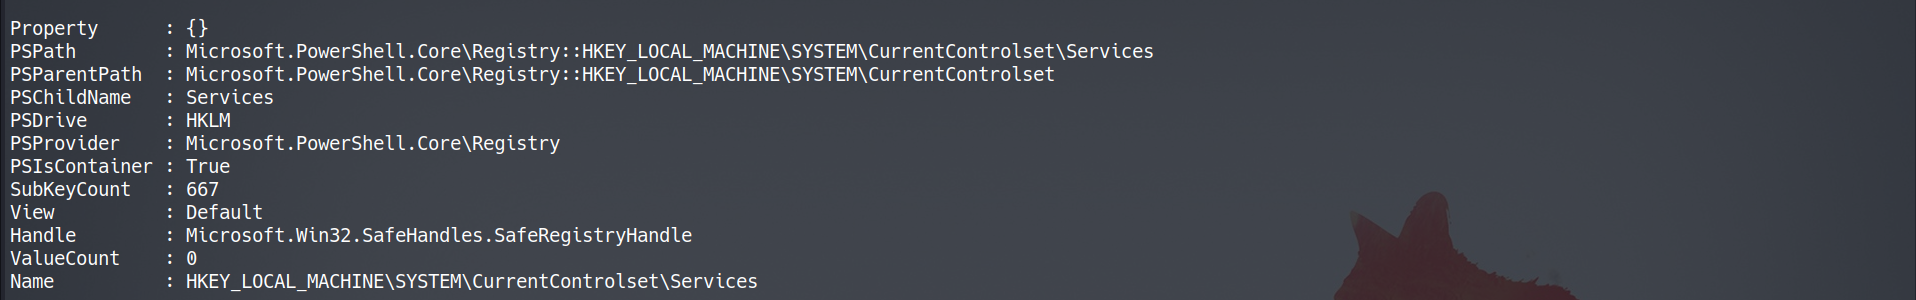 Property      : {}
PSPath        : Microsoft.PowerShell.Core\Registry::HKEY_LOCAL_MACHINE\SYSTEM\CurrentControlset\Services
PSParentPath  : Microsoft.PowerShell.Core\Registry::HKEY_LOCAL_MACHINE\SYSTEM\CurrentControlset
PSChildName   : Services
PSDrive       : HKLM
PSProvider    : Microsoft.PowerShell.Core\Registry
PSIsContainer : True
SubKeyCount   : 667
View          : Default
Handle        : Microsoft.Win32.SafeHandles.SafeRegistryHandle
ValueCount    : 0
Name          : HKEY_LOCAL_MACHINE\SYSTEM\CurrentControlset\Services